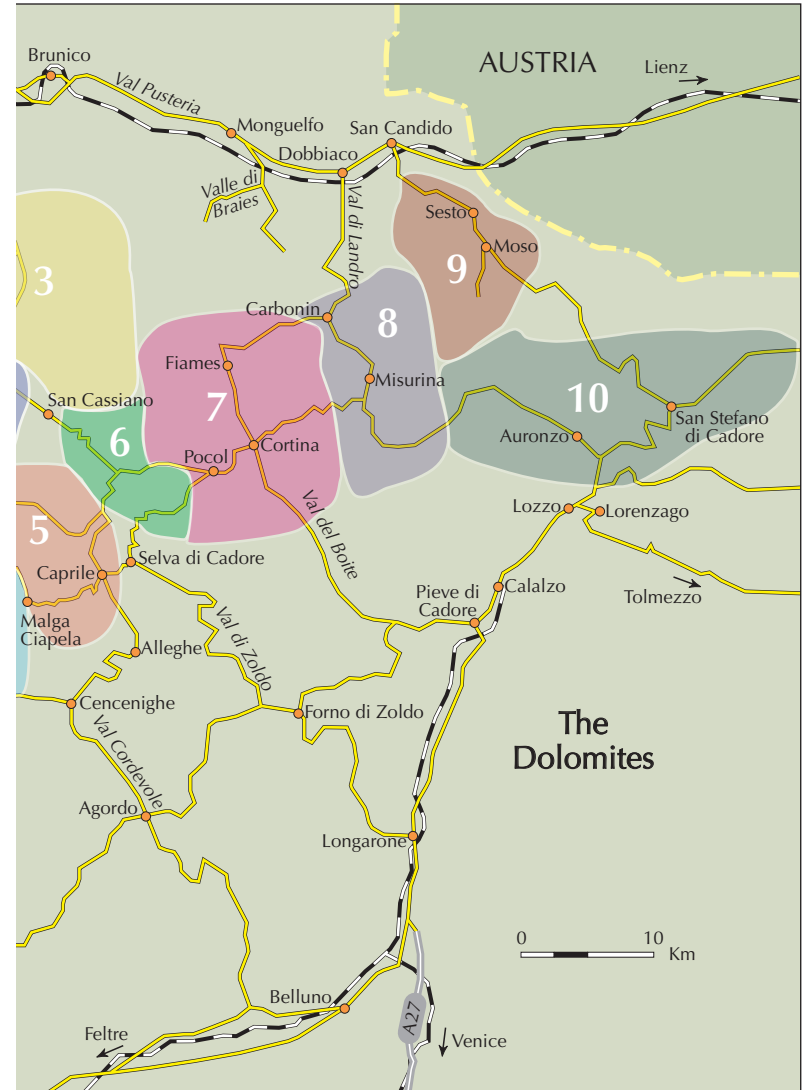 AUSTRIA
Brunico
Lienz
Val Pusteria
Monguelfo
San Candido
Dobbiaco
Valle di
Braies
Val di Landro
Sesto
Moso
9
3
Carbonin
8
Fiames
7
Misurina
San Cassiano
10
6
San Stefano
di Cadore
Auronzo
Cortina
Pocol
5
Val del Boite
Lozzo
Lorenzago
Selva di Cadore
Caprile
Calalzo
Pieve di
Cadore
Tolmezzo
Malga
Ciapela
Val di Zoldo
Alleghe
Cencenighe
Forno di Zoldo
The
Dolomites
Val Cordevole
Agordo
Longarone
0
10
Km
Belluno
A27
Feltre
Venice